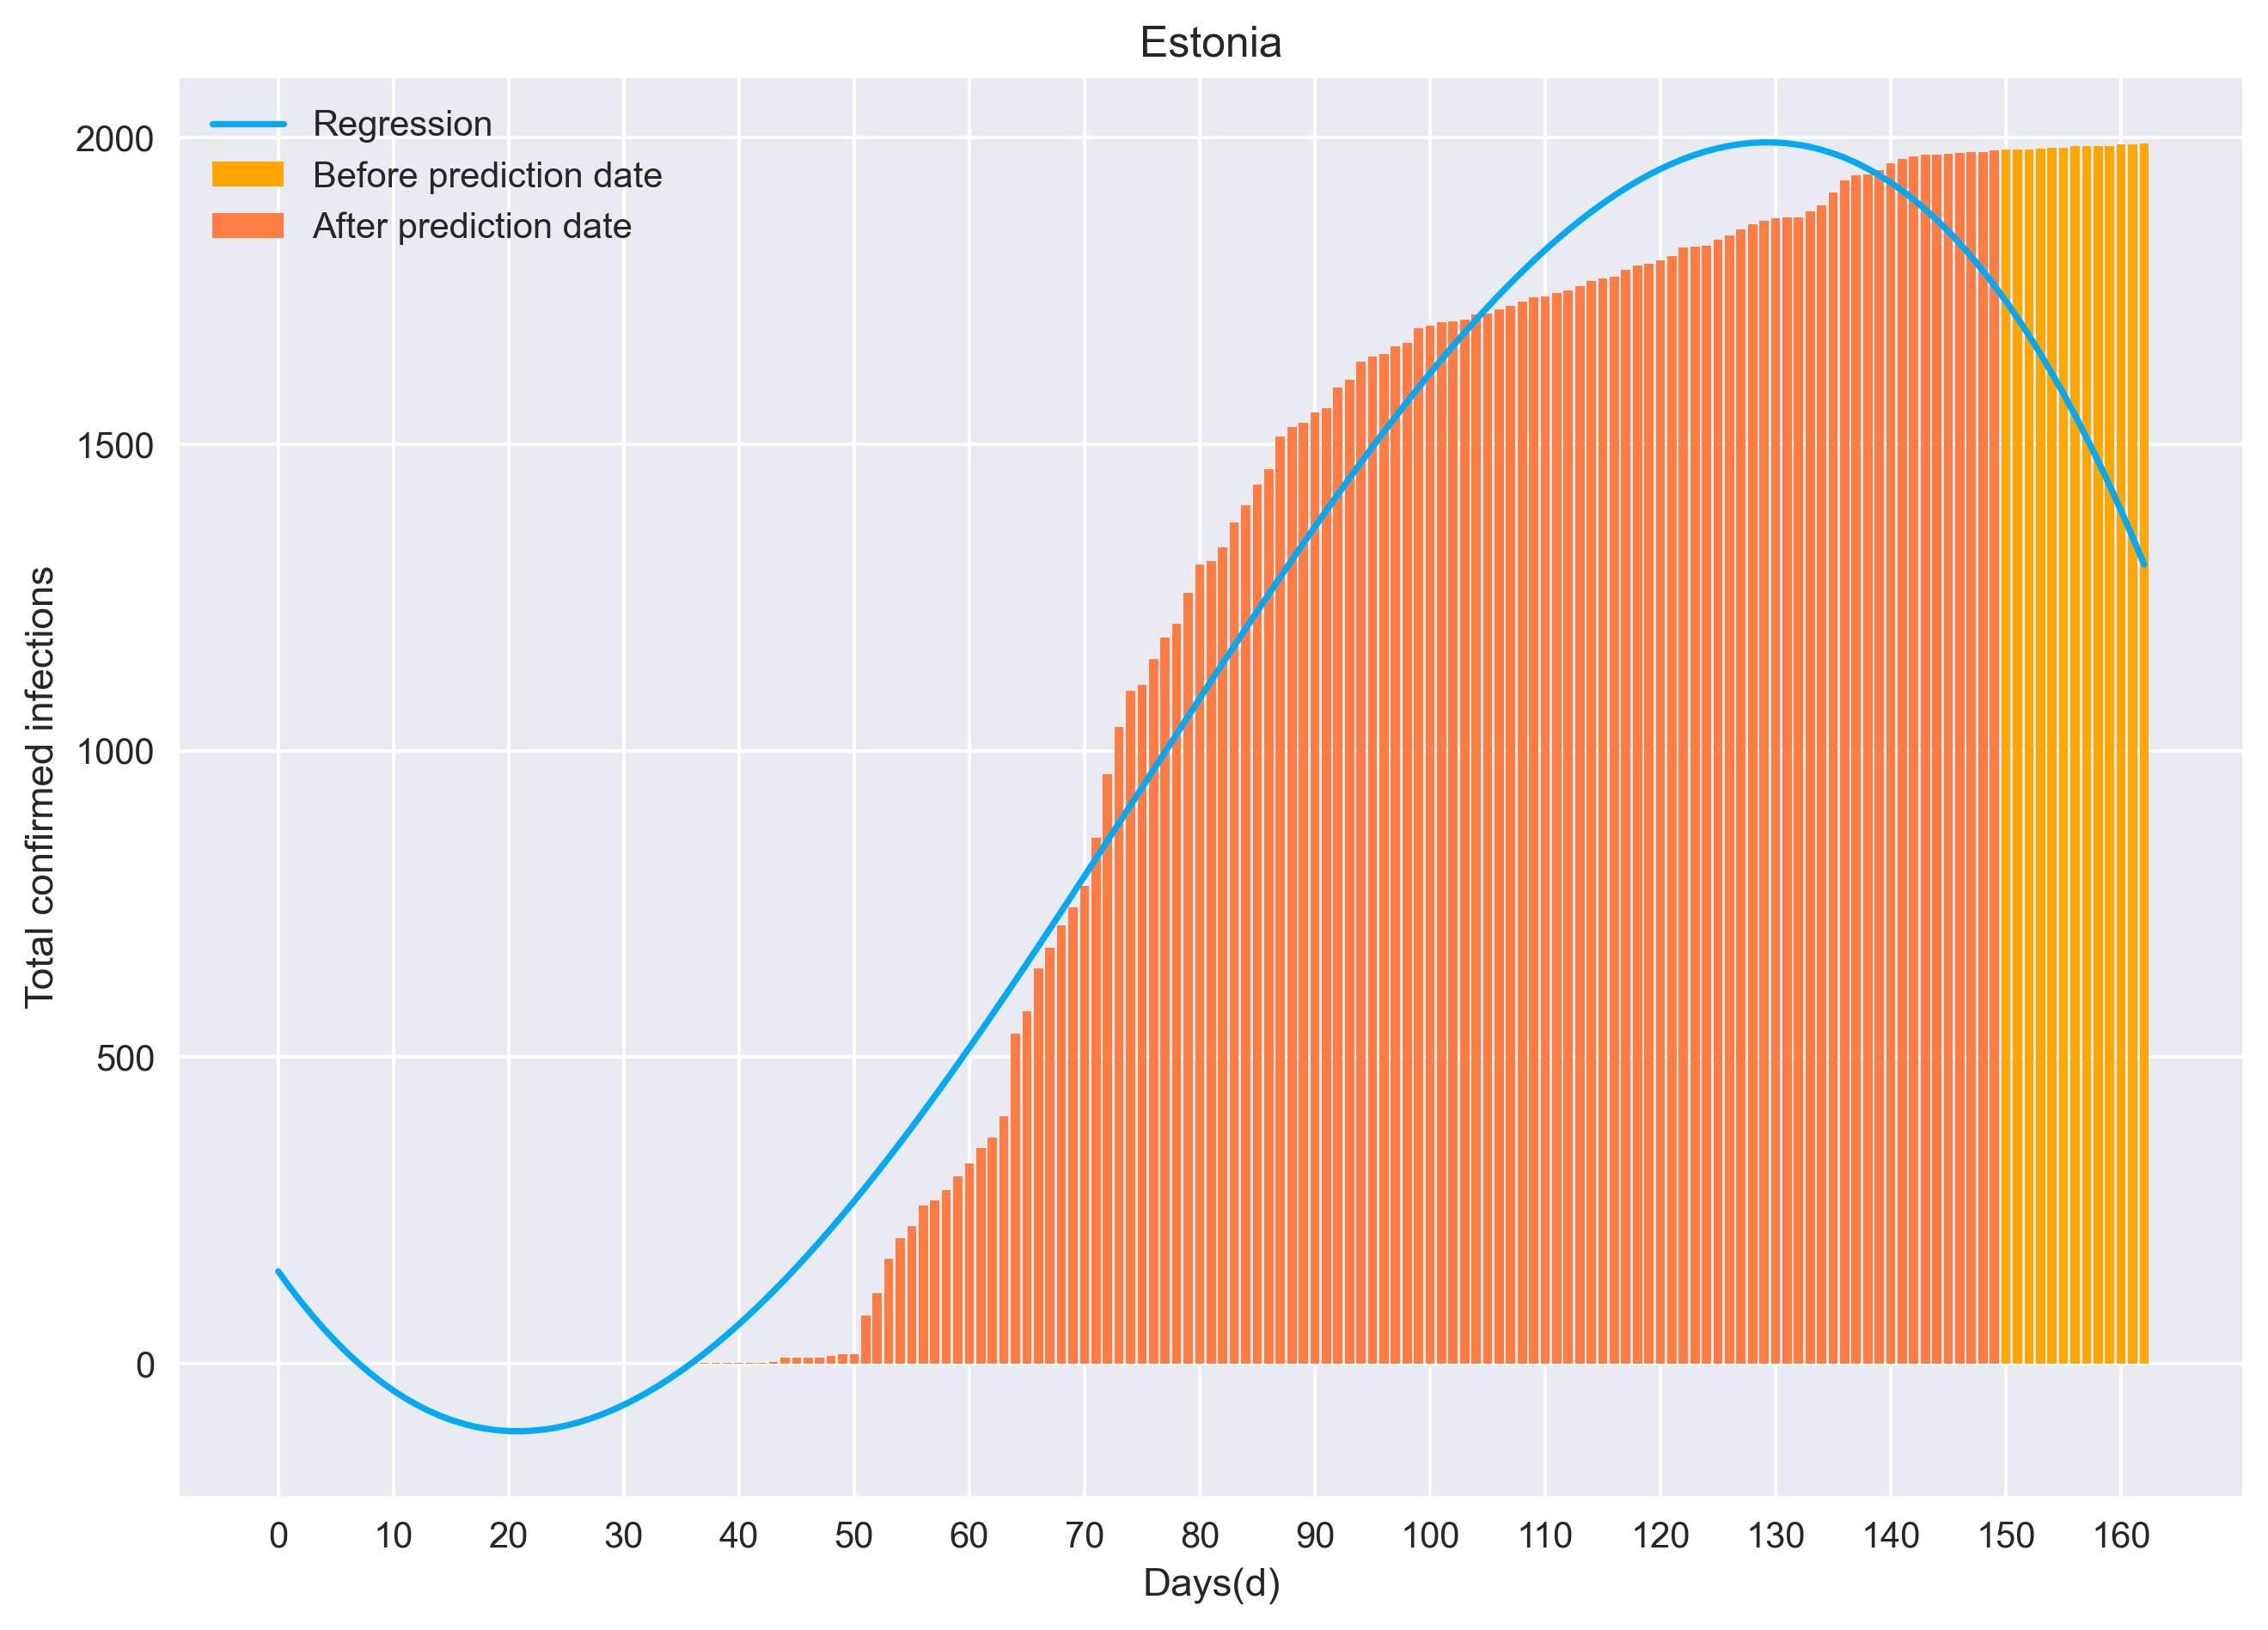 Estonia
Regression
Before prediction date
After prediction date
Total confirmed infections
2000
1500
1000
500
0
0 10 20 30 40 50 60 70 80 90 100 110 120 130 140 150 160
Days(d)